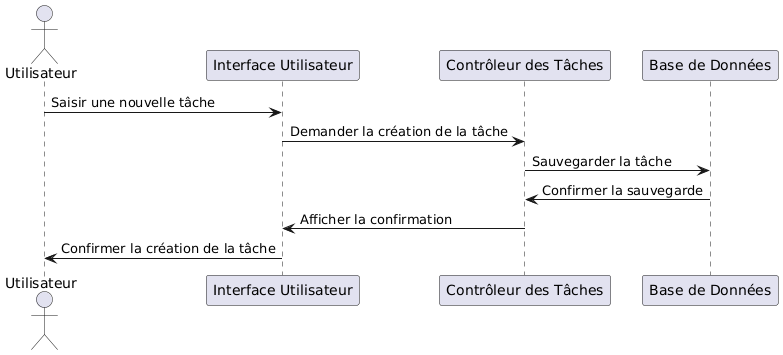 Utilisateur
Interface Utilisateur
Contrôleur des Tâches
Base de Données
Saisir une nouvelle tâche
Demander la création de la tâche
Sauvegarder la tâche
Confirmer la sauvegarde
Afficher la confirmation
Confirmer la création de la tâche
Utilisateur
Interface Utilisateur
Contrôleur des Tâches
Base de Données